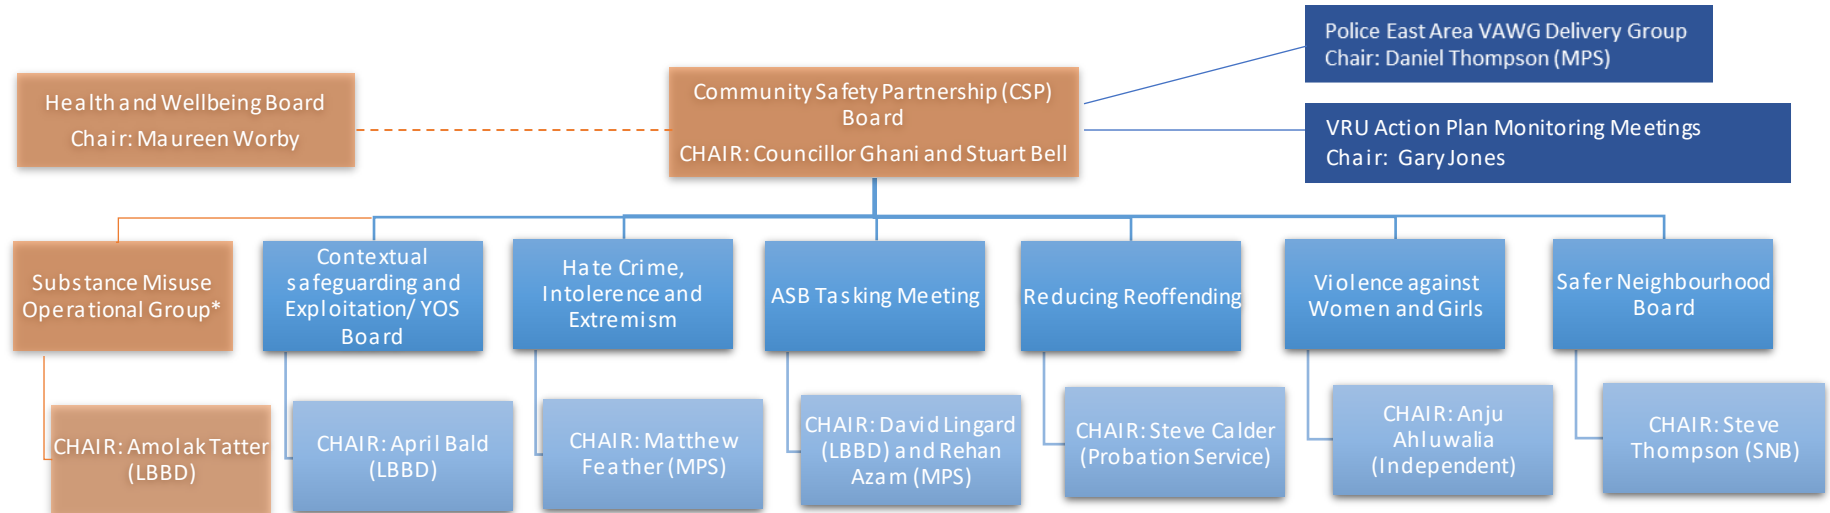 Police East Area VAWG Delivery Group
Chair: Daniel Thompson (MPS)
Health and Wellbeing Board
Chair: Maureen Worby
Community Safety Partnership (CSP)
Board
CHAIR: Councillor Ghani and Stuart Bell
VRU Action Plan Monitoring Meetings
Chair: Gary Jones
Substance Misuse
Operational Group*
Contextual
safeguarding and
Exploitation/ YOS
Board
Hate Crime,
Intolerence and
Extremism
ASB Tasking Meeting
Reducing Reoffending
Violence against
Women and Girls
Safer Neighbourhood
Board
CHAIR: Amolak Tatter
(LBBD)
CHAIR: April Bald
(LBBD)
CHAIR: Matthew
Feather (MPS)
CHAIR: David Lingard
(LBBD) and Rehan
Azam (MPS)
CHAIR: Steve Calder
(Probation Service)
CHAIR: Anju
Ahluwalia
(Independent)
CHAIR: Steve
Thompson (SNB)